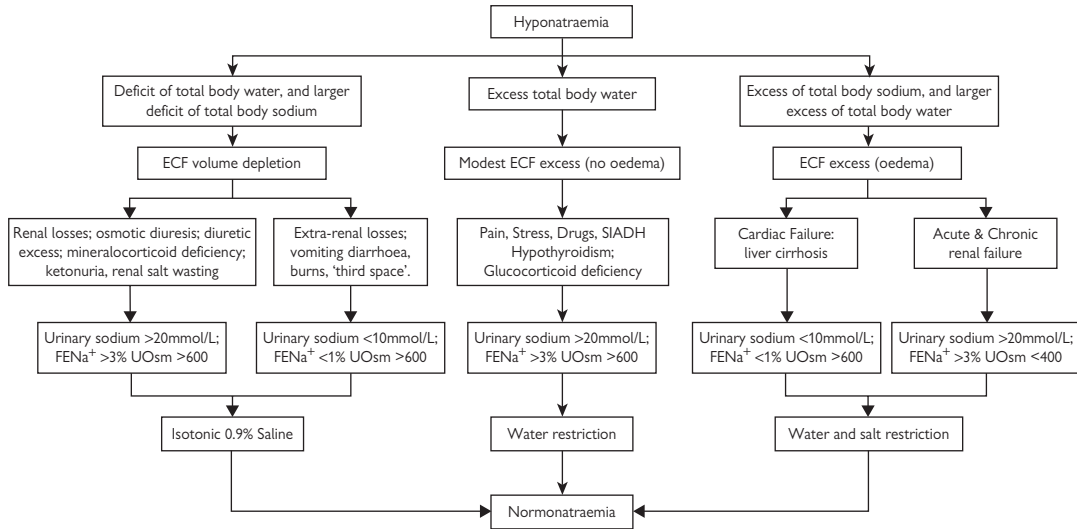 Hyponatraemia
Deficit of total body water, and larger
deficit of total body sodium
Excess total body water
Excess of total body sodium, and larger
excess of total body water
ECF volume depletion
Modest ECF excess (no oedema)
ECF excess (oedema)
Renal losses; osmotic diuresis; diuretic
excess; mineralocorticoid deficiency;
ketonuria, renal salt wasting
Extra-renal losses;
vomiting diarrhoea,
burns, ‘third space’.
Pain, Stress, Drugs, SIADH
Hypothyroidism;
Glucocorticoid deficiency
Cardiac Failure:
liver cirrhosis
Acute & Chronic
renal failure
Urinary sodium >20mmol/L;
FENa+ >3% UOsm >600
Urinary sodium <10mmol/L;
FENa+ <1% UOsm >600
Urinary sodium >20mmol/L;
FENa+ >3% UOsm >600
Urinary sodium <10mmol/L;
FENa+ <1% UOsm >600
Urinary sodium >20mmol/L;
FENa+ >3% UOsm <400
Isotonic 0.9% Saline
Water restriction
Water and salt restriction
Normonatraemia